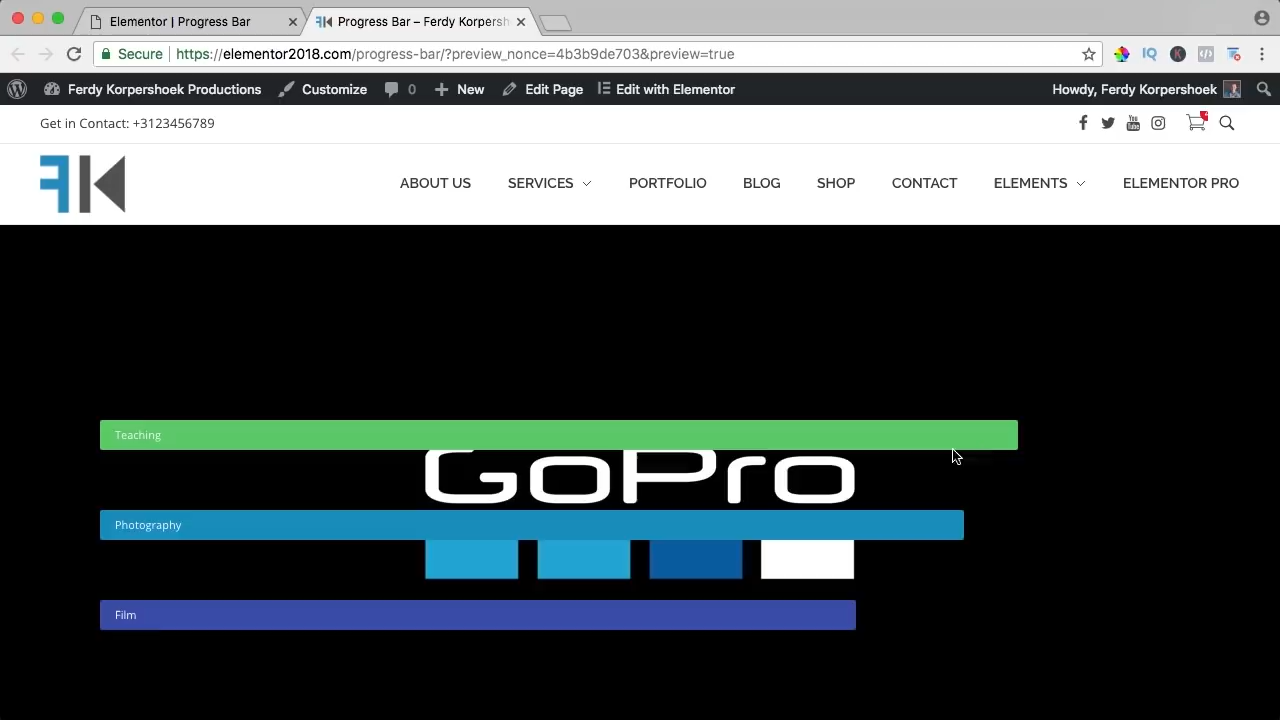 Elementor | Progress Bar
Progress Bar – Ferdy Korpersh
Secure
https://elementor2018.com/progress-bar/?preview_nonce=4b3b9de703&preview=true
Ferdy Korpershoek Productions
Customize
0
New
Edit Page
Edit with Elementor
Howdy, Ferdy Korpershoek
Get in Contact: +3123456789
FK
ABOUT US
SERVICES
PORTFOLIO
BLOG
SHOP
CONTACT
ELEMENTS
ELEMENTOR PRO
Teaching
GoPro
Photography
Film